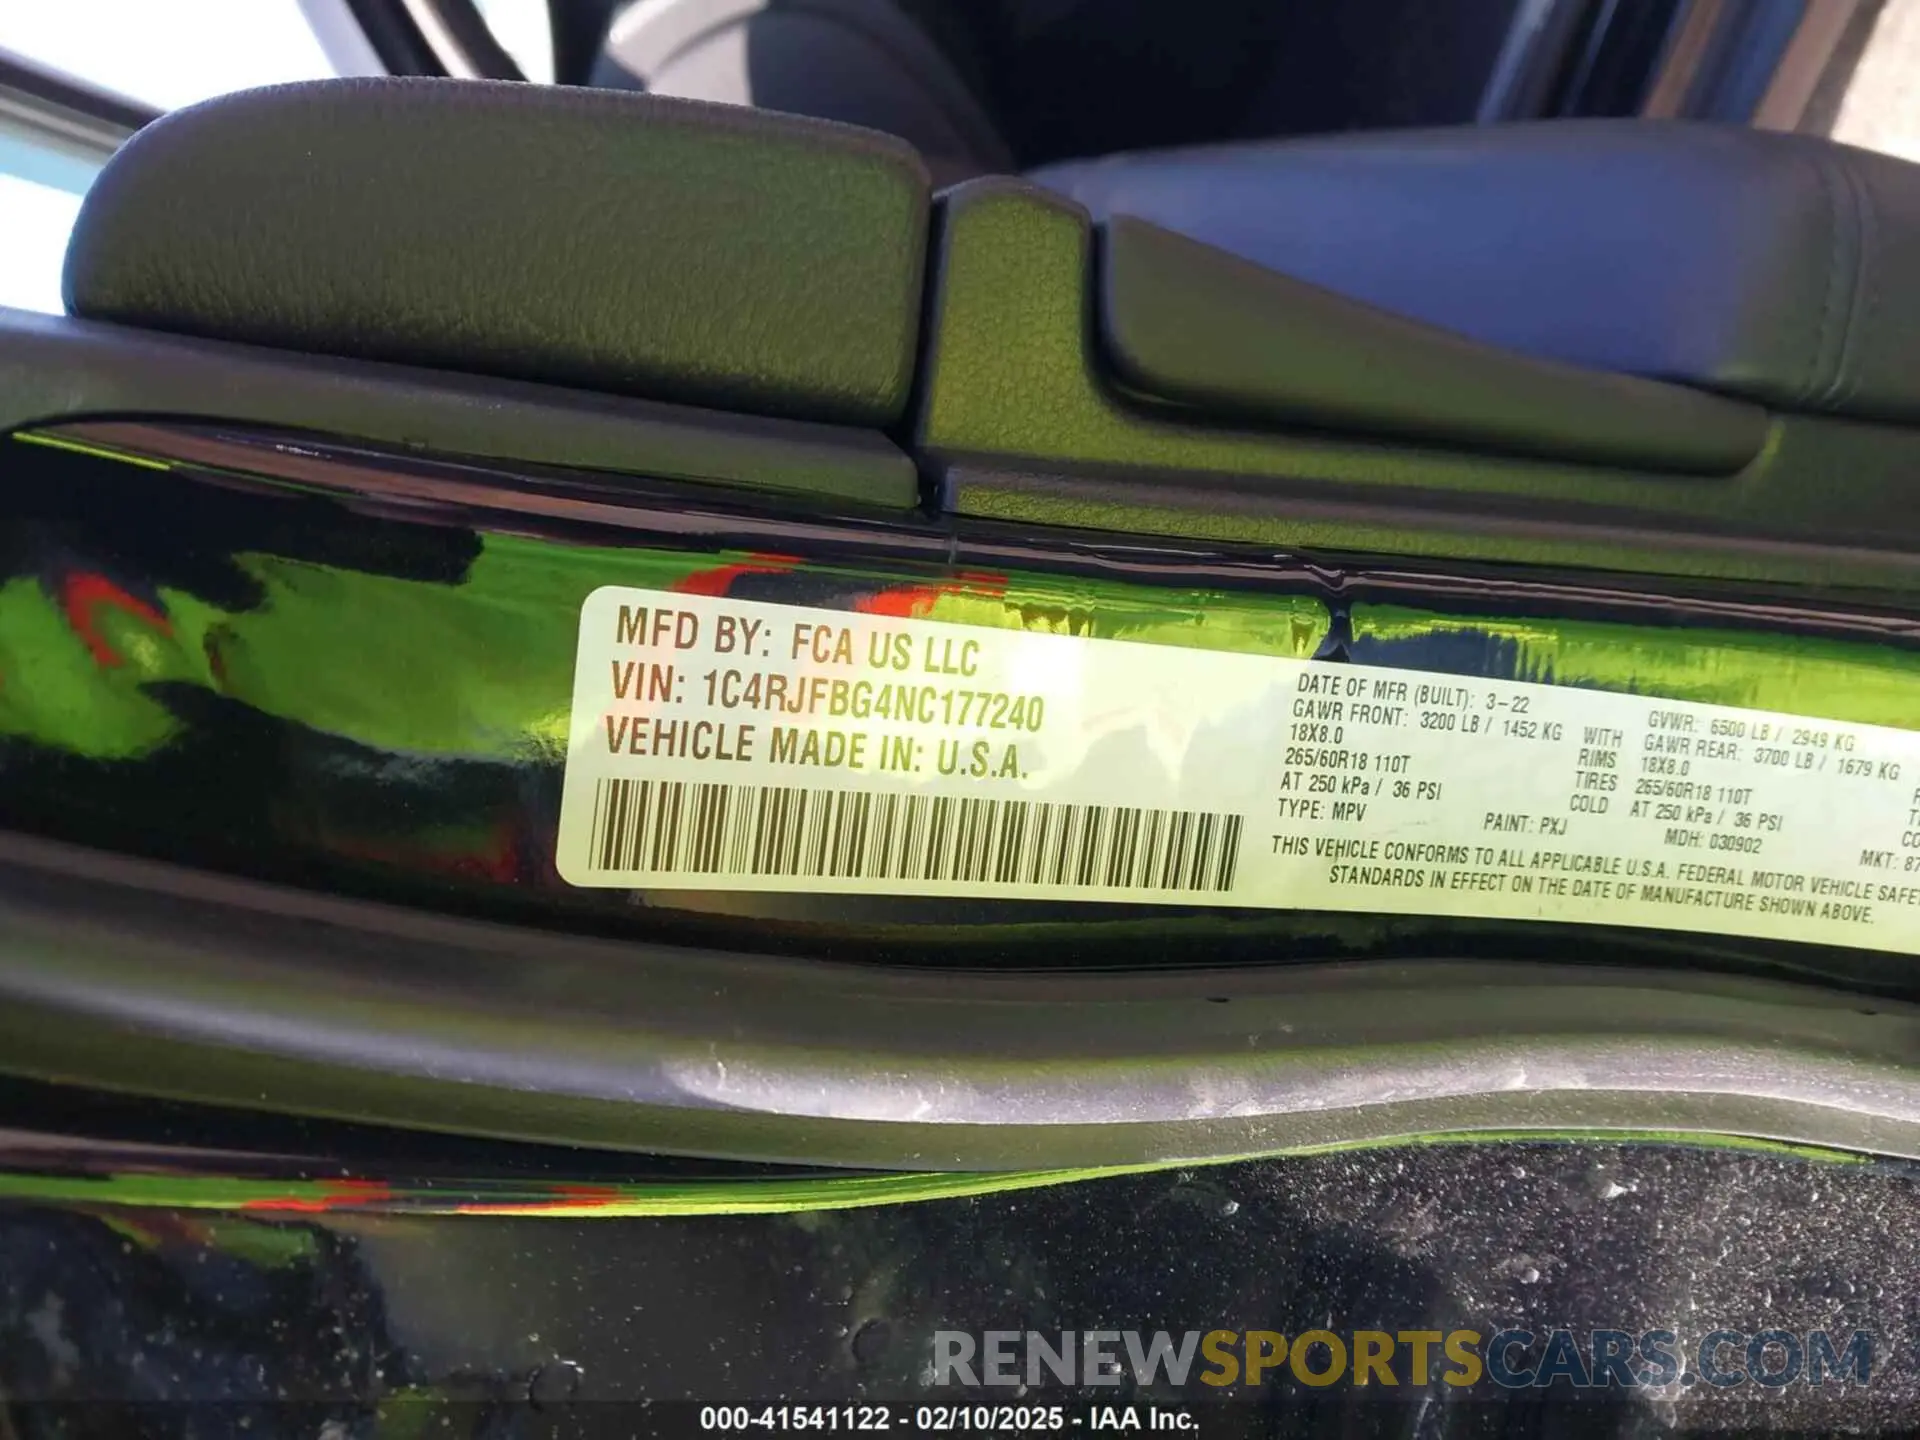 MFD BY: FCA US LLC
VIN: 1C4RJFBG4NC177240
VEHICLE MADE IN: U.S.A.
DATE OF MFR (BUILT): 3-22 GVWR: 6500 LB / 2949 KG
GAWR FRONT: 3200 LB / 1452 KG WITH GAWR REAR: 3700 LB / 1679 KG
18X8.0 RIMS 18X8.0
265/60R18 110T TIRES 265/60R18 110T
AT 250 kPa / 36 PSI COLD AT 250 kPa / 36 PSI
TYPE: MPV PAINT: PXJ MDH: 030902 MKT: 87
THIS VEHICLE CONFORMS TO ALL APPLICABLE U.S.A. FEDERAL MOTOR VEHICLE SAFE
STANDARDS IN EFFECT ON THE DATE OF MANUFACTURE SHOWN ABOVE.
RENEWSPORTSCARS.COM
000-41541122 - 02/10/2025 - IAA Inc.